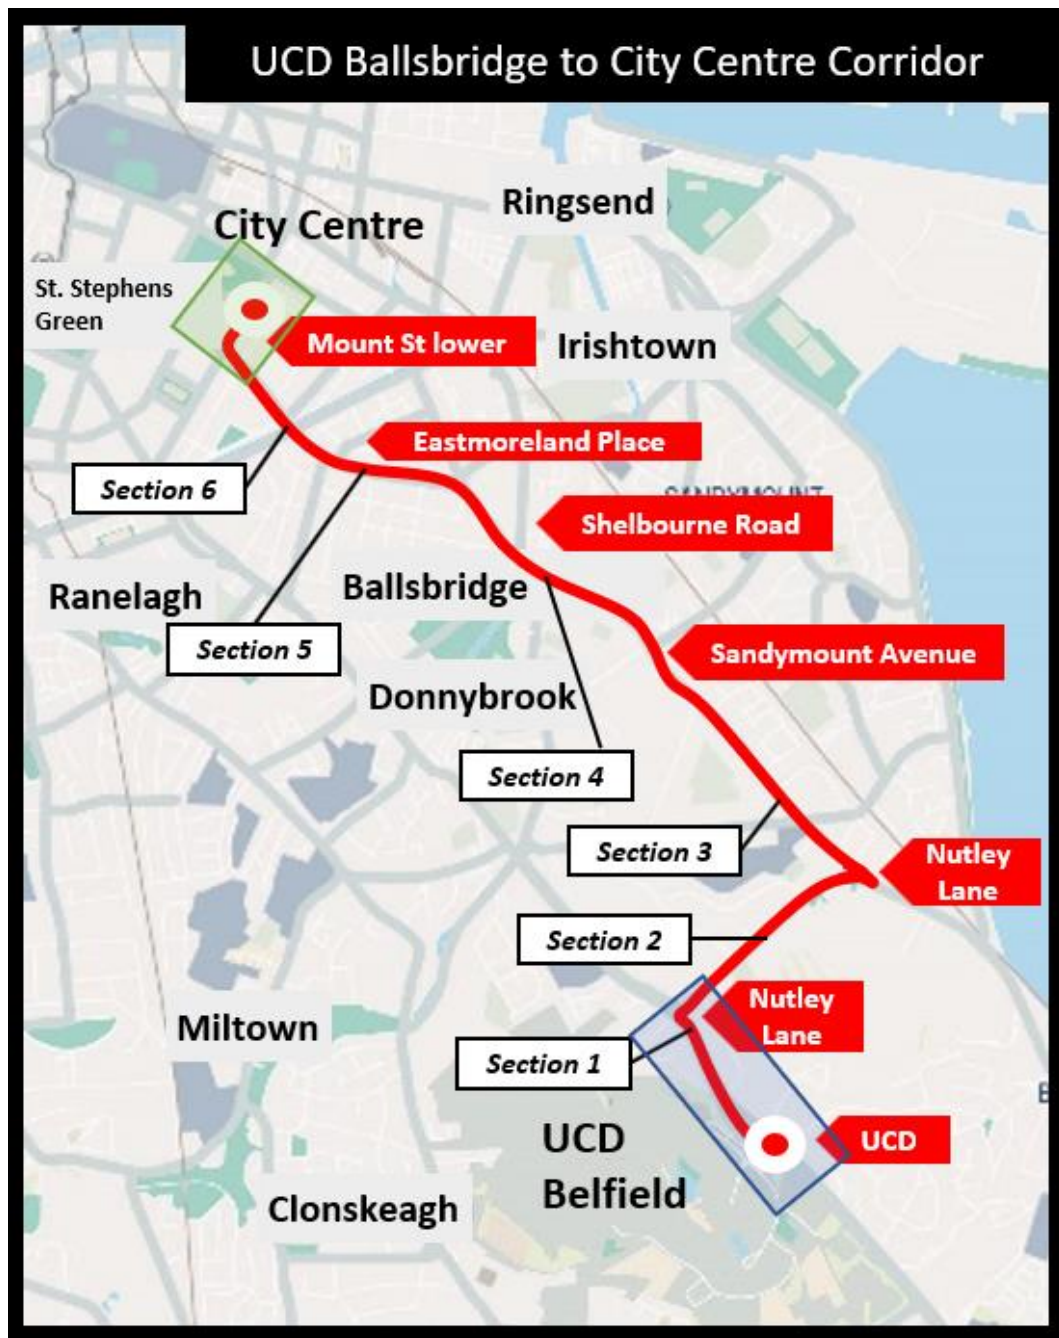 UCD Ballsbridge to City Centre Corridor
Ringsend
City Centre
St. Stephens
Green
Mount St lower
Irishtown
Eastmoreland Place
Section 6
SANDYMOUNT
Shelbourne Road
Ballsbridge
Ranelagh
Section 5
Sandymount Avenue
Donnybrook
Section 4
Section 3
Nutley
Lane
Section 2
Nutley
Lane
Miltown
Section 1
UCD
Belfield
UCD
Clonskeagh